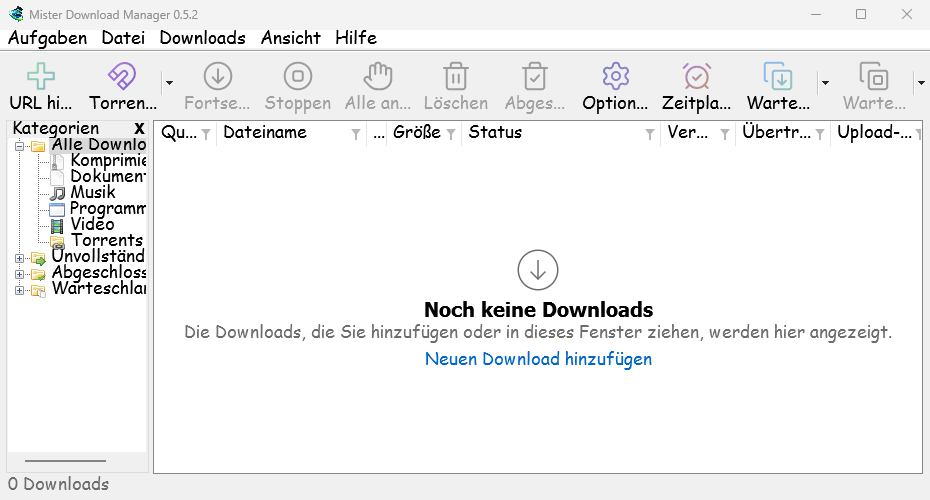 Mister Download Manager 0.5.2
Aufgaben Datei Downloads Ansicht Hilfe
URL hi... Torren... Fortse... Stoppen Alle an... Löschen Abges... Option... Zeitpla... Warte... Warte...
Kategorien X
Qu... Dateiname ... Größe Status Ver... Übertr... Upload-...
Alle Downlo
Komprimie
Dokument
Musik
Programm
Video
Torrents
Unvollständ
Abgeschloss
Warteschlan
Noch keine Downloads
Die Downloads, die Sie hinzufügen oder in dieses Fenster ziehen, werden hier angezeigt.
Neuen Download hinzufügen
0 Downloads